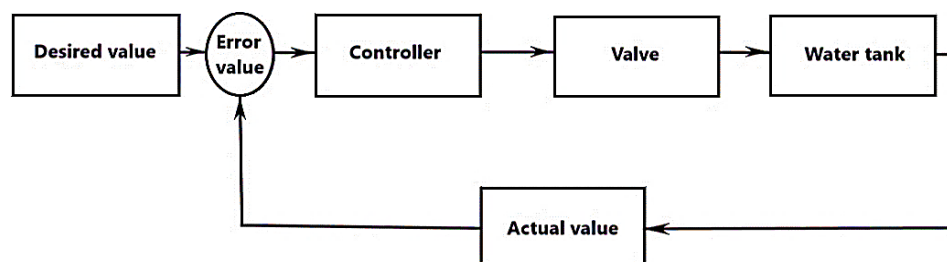 Desired value
Error
value
Controller
Valve
Water tank
Actual value